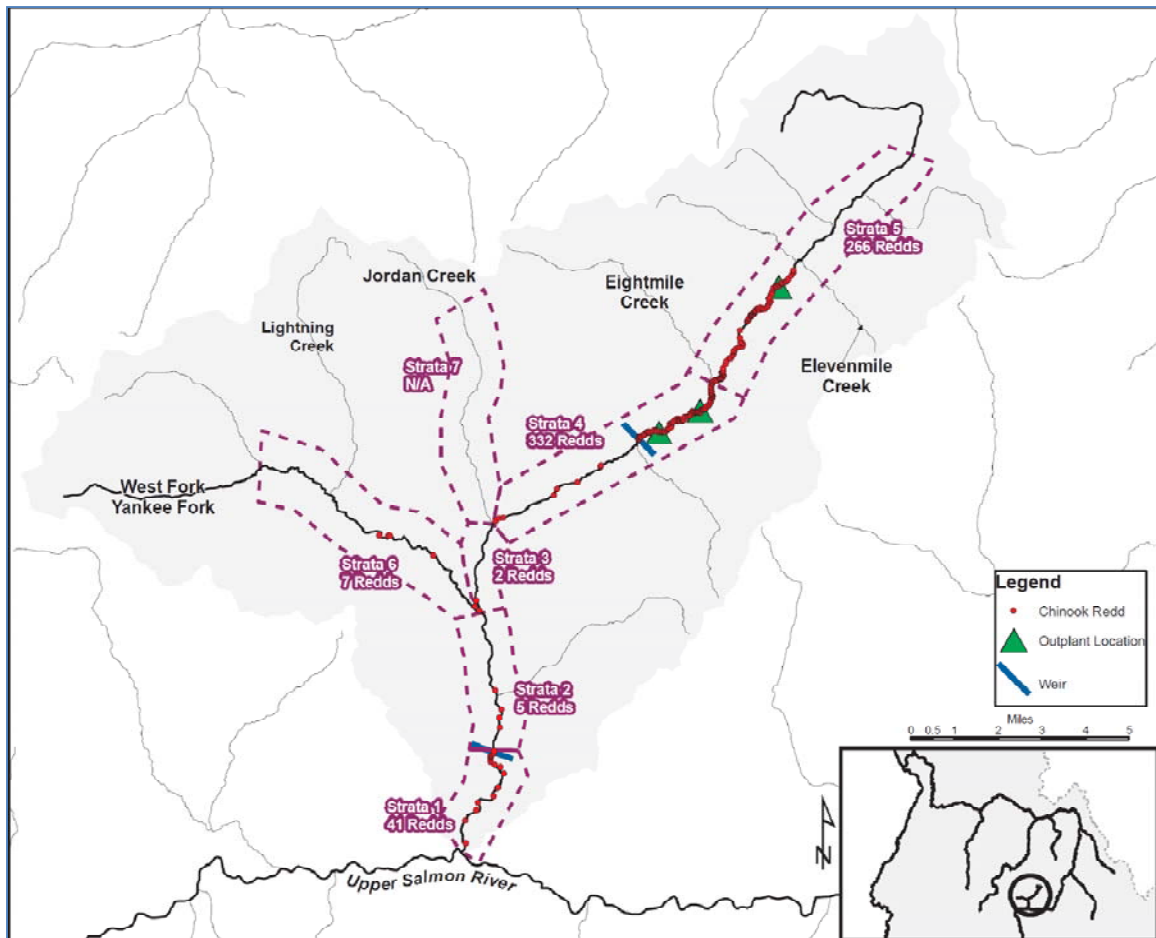 Strata 5
266 Redds
Jordan Creek
Eightmile
Creek
Lightning
Creek
Strata 7
N/A
Elevenmile
Creek
Strata 4
332 Redds
West Fork
Yankee Fork
Strata 6
7 Redds
Strata 3
2 Redds
Legend
Chinook Redd
Outplant Location
Weir
Strata 2
5 Redds
Miles
0 0.5 1 2 3 4 5
Strata 1
41 Redds
N
Upper Salmon River